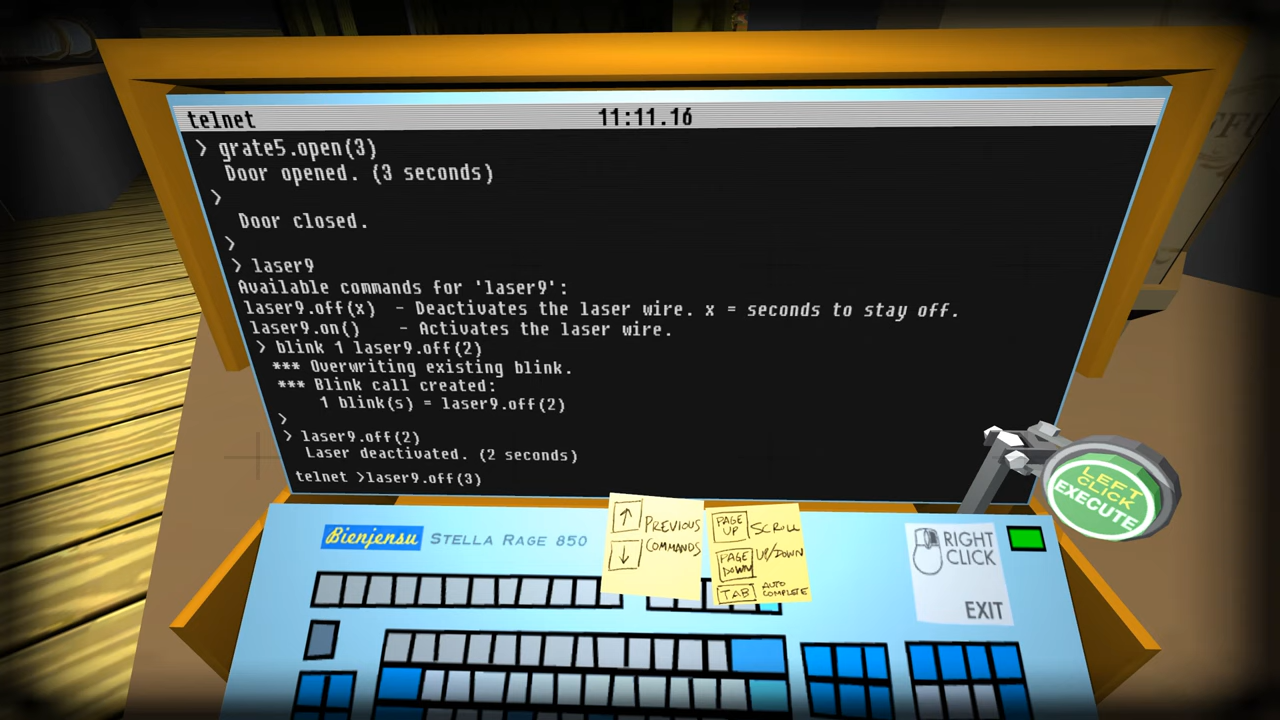 telnet 11:11.16
> grate5.open(3)
Door opened. (3 seconds)
>
Door closed.
>
> laser9
Available commands for 'laser9':
laser9.off(x) - Deactivates the laser wire. x = seconds to stay off.
laser9.on() - Activates the laser wire.
> blink 1 laser9.off(2)
*** Overwriting existing blink.
*** Blink call created:
1 blink(s) = laser9.off(2)
>
> laser9.off(2)
Laser deactivated. (2 seconds)
telnet >laser9.off(3)
LEFT
CLICK
EXECUTE
Bienjensu STELLA RAGE 850
↑ PREVIOUS
↓ COMMANDS
PAGE UP SCROLL
PAGE DOWN UP/DOWN
TAB AUTO COMPLETE
RIGHT
CLICK
EXIT